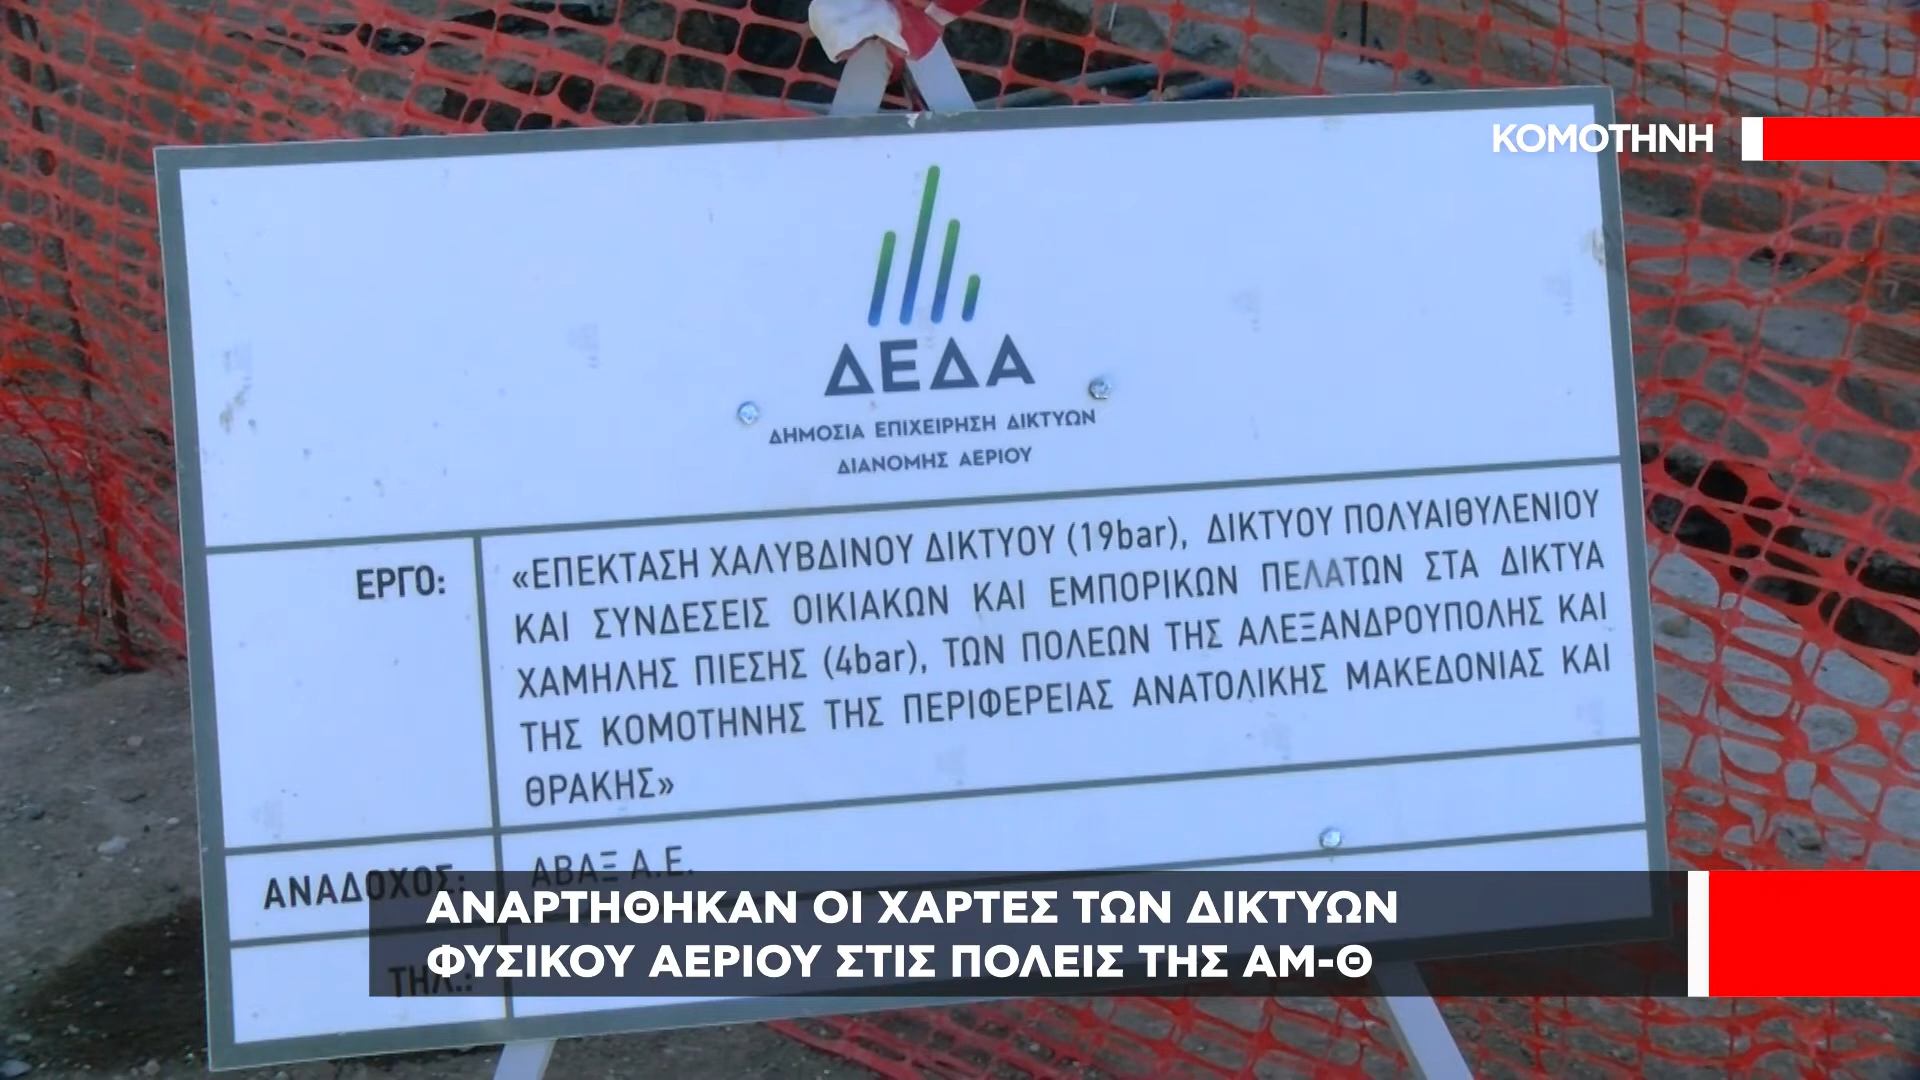 ΚΟΜΟΤΗΝΗ
ΔΕΔΑ
ΔΗΜΟΣΙΑ ΕΠΙΧΕΙΡΗΣΗ ΔΙΚΤΥΩΝ
ΔΙΑΝΟΜΗΣ ΑΕΡΙΟΥ
ΕΡΓΟ:
«ΕΠΕΚΤΑΣΗ ΧΑΛΥΒΔΙΝΟΥ ΔΙΚΤΥΟΥ (19bar), ΔΙΚΤΥΟΥ ΠΟΛΥΑΙΘΥΛΕΝΙΟΥ
ΚΑΙ ΣΥΝΔΕΣΕΙΣ ΟΙΚΙΑΚΩΝ ΚΑΙ ΕΜΠΟΡΙΚΩΝ ΠΕΛΑΤΩΝ ΣΤΑ ΔΙΚΤΥΑ
ΧΑΜΗΛΗΣ ΠΙΕΣΗΣ (4bar), ΤΩΝ ΠΟΛΕΩΝ ΤΗΣ ΑΛΕΞΑΝΔΡΟΥΠΟΛΗΣ ΚΑΙ
ΤΗΣ ΚΟΜΟΤΗΝΗΣ ΤΗΣ ΠΕΡΙΦΕΡΕΙΑΣ ΑΝΑΤΟΛΙΚΗΣ ΜΑΚΕΔΟΝΙΑΣ ΚΑΙ
ΘΡΑΚΗΣ»
ΑΝΑΔΟΧΟΣ:
ΑΒΑΞ Α.Ε.
ΤΗΛ.:
ΑΝΑΡΤΗΘΗΚΑΝ ΟΙ ΧΑΡΤΕΣ ΤΩΝ ΔΙΚΤΥΩΝ
ΦΥΣΙΚΟΥ ΑΕΡΙΟΥ ΣΤΙΣ ΠΟΛΕΙΣ ΤΗΣ ΑΜ-Θ